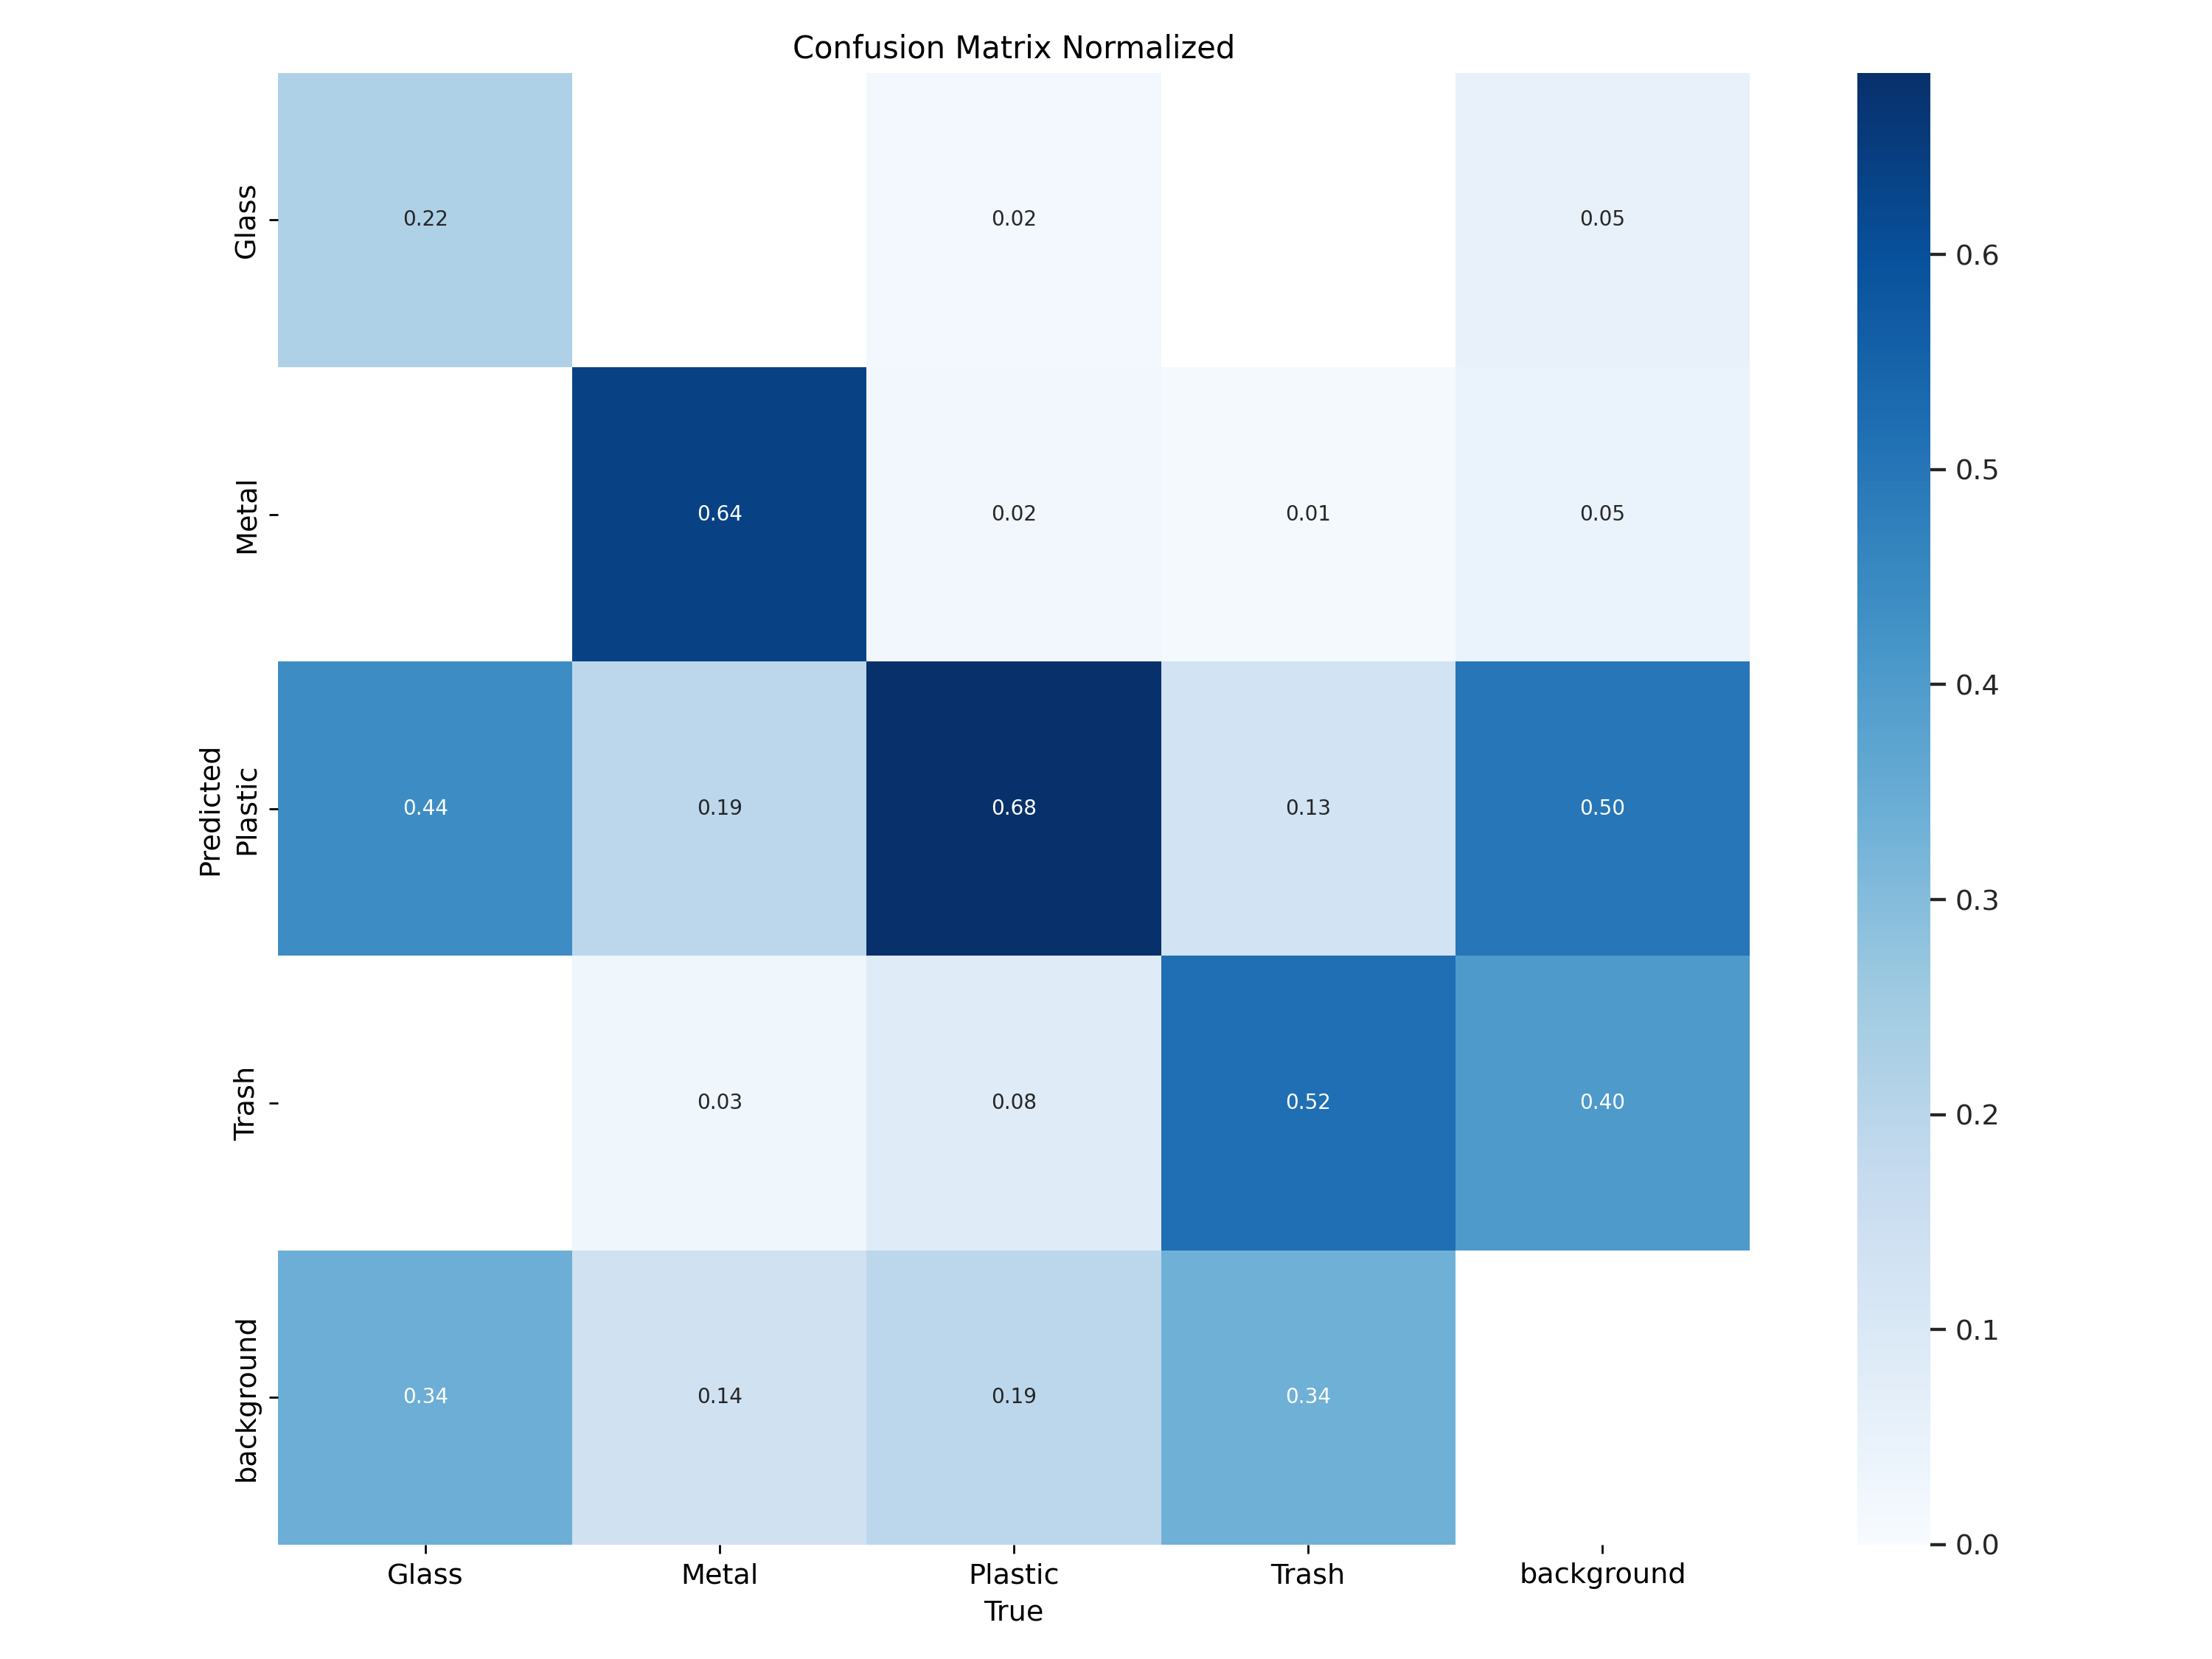 Confusion Matrix Normalized
Glass
0.22
0.02
0.05
Metal
0.64
0.02
0.01
0.05
Predicted
Plastic
0.44
0.19
0.68
0.13
0.50
Trash
0.03
0.08
0.52
0.40
background
0.34
0.14
0.19
0.34
Glass
Metal
Plastic
Trash
background
True
0.6
0.5
0.4
0.3
0.2
0.1
0.0